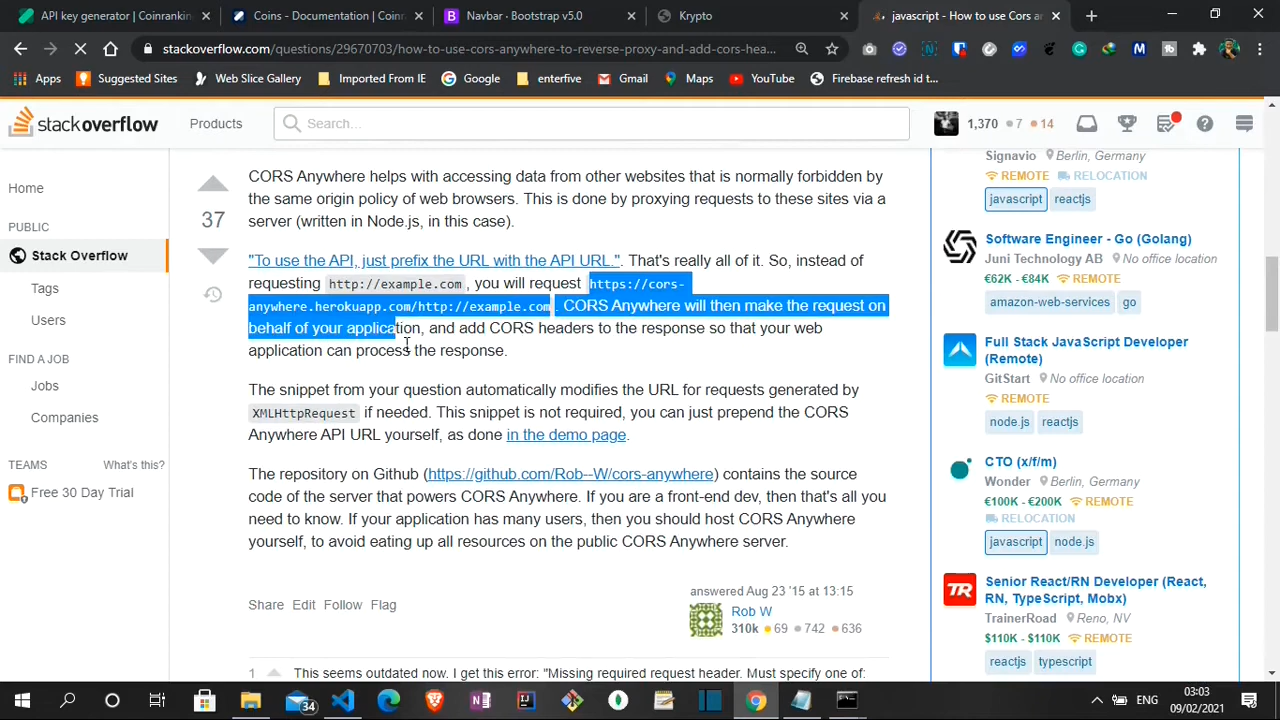 API key generator | Coinranking
Coins - Documentation | Coinr
Navbar · Bootstrap v5.0
Krypto
javascript - How to use Cors an
stackoverflow.com/questions/29670703/how-to-use-cors-anywhere-to-reverse-proxy-and-add-cors-hea...
Apps
Suggested Sites
Web Slice Gallery
Imported From IE
enterfive
Google
Gmail
Maps
YouTube
Firebase refresh id t...
stackoverflow
Products
Search...
1,370 7 14
Home
PUBLIC
Stack Overflow
Tags
Users
FIND A JOB
Jobs
Companies
TEAMS What's this?
Free 30 Day Trial
37
CORS Anywhere helps with accessing data from other websites that is normally forbidden by
the same origin policy of web browsers. This is done by proxying requests to these sites via a
server (written in Node.js, in this case).
"To use the API, just prefix the URL with the API URL.". That's really all of it. So, instead of
requesting http://example.com, you will request https://cors-
anywhere.herokuapp.com/http://example.com . CORS Anywhere will then make the request on
behalf of your application, and add CORS headers to the response so that your web
application can process the response.
The snippet from your question automatically modifies the URL for requests generated by
XMLHttpRequest if needed. This snippet is not required, you can just prepend the CORS
Anywhere API URL yourself, as done in the demo page.
The repository on Github (https://github.com/Rob--W/cors-anywhere) contains the source
code of the server that powers CORS Anywhere. If you are a front-end dev, then that's all you
need to know. If your application has many users, then you should host CORS Anywhere
yourself, to avoid eating up all resources on the public CORS Anywhere server.
Share Edit Follow Flag
answered Aug 23 '15 at 13:15
Rob W
310k 69 742 636
1 This seems outdated now. I get this error: "Missing required request header. Must specify one of:
Signavio Berlin, Germany
REMOTE RELOCATION
javascript reactjs
Software Engineer - Go (Golang)
Juni Technology AB No office location
€62K - €84K REMOTE
amazon-web-services go
Full Stack JavaScript Developer
(Remote)
GitStart No office location
REMOTE
node.js reactjs
CTO (x/f/m)
Wonder Berlin, Germany
€100K - €200K REMOTE
RELOCATION
javascript node.js
TR
Senior React/RN Developer (React,
RN, TypeScript, Mobx)
TrainerRoad Reno, NV
$110K - $110K REMOTE
reactjs typescript
34
ENG
03:03
09/02/2021